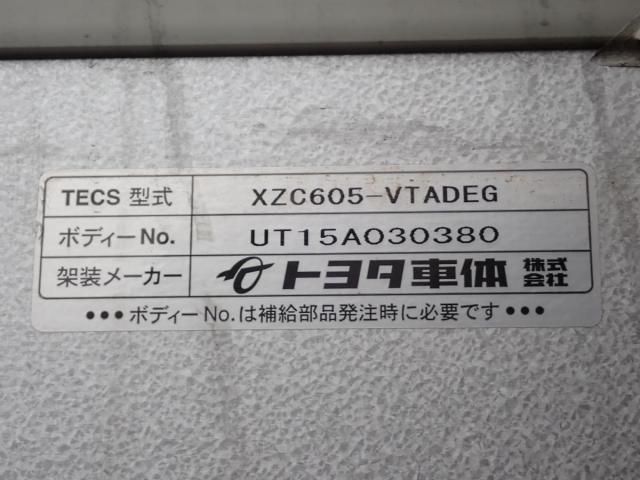 TECS 型式 XZC605-VTADEG
ボディーNo. UT15A030380
架装メーカー トヨタ車体 株式会社
•••ボディーNo.は補給部品発注時に必要です•••